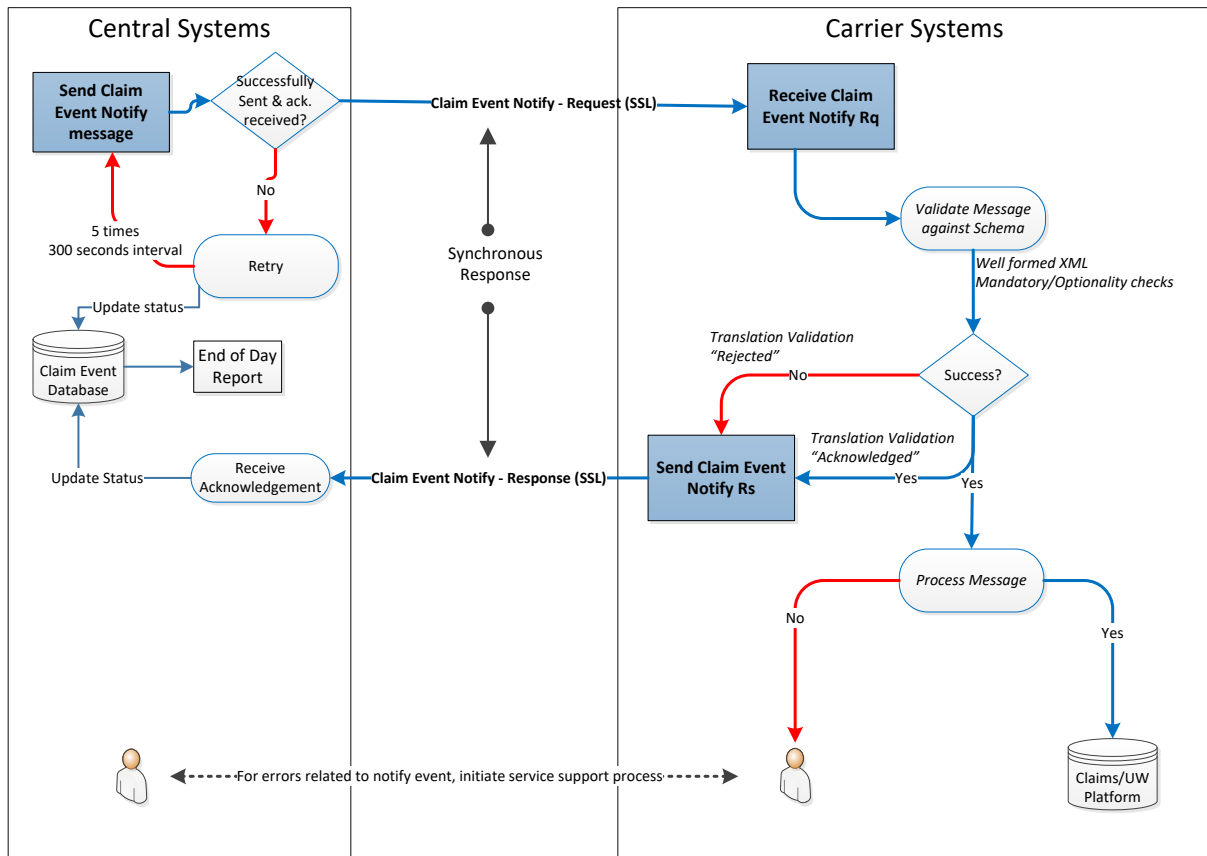 Central Systems
Carrier Systems
Send Claim
Event Notify
message
Successfully
Sent & ack.
received?
Claim Event Notify - Request (SSL)
Receive Claim
Event Notify Rq
No
5 times
300 seconds interval
Retry
Synchronous
Response
Validate Message
against Schema
Well formed XML
Mandatory/Optionality checks
Update status
Claim Event
Database
End of Day
Report
Translation Validation
“Rejected”
No
Success?
Translation Validation
“Acknowledged”
Yes
Yes
Update Status
Receive
Acknowledgement
Claim Event Notify - Response (SSL)
Send Claim Event
Notify Rs
Process Message
No
Yes
For errors related to notify event, initiate service support process
Claims/UW
Platform